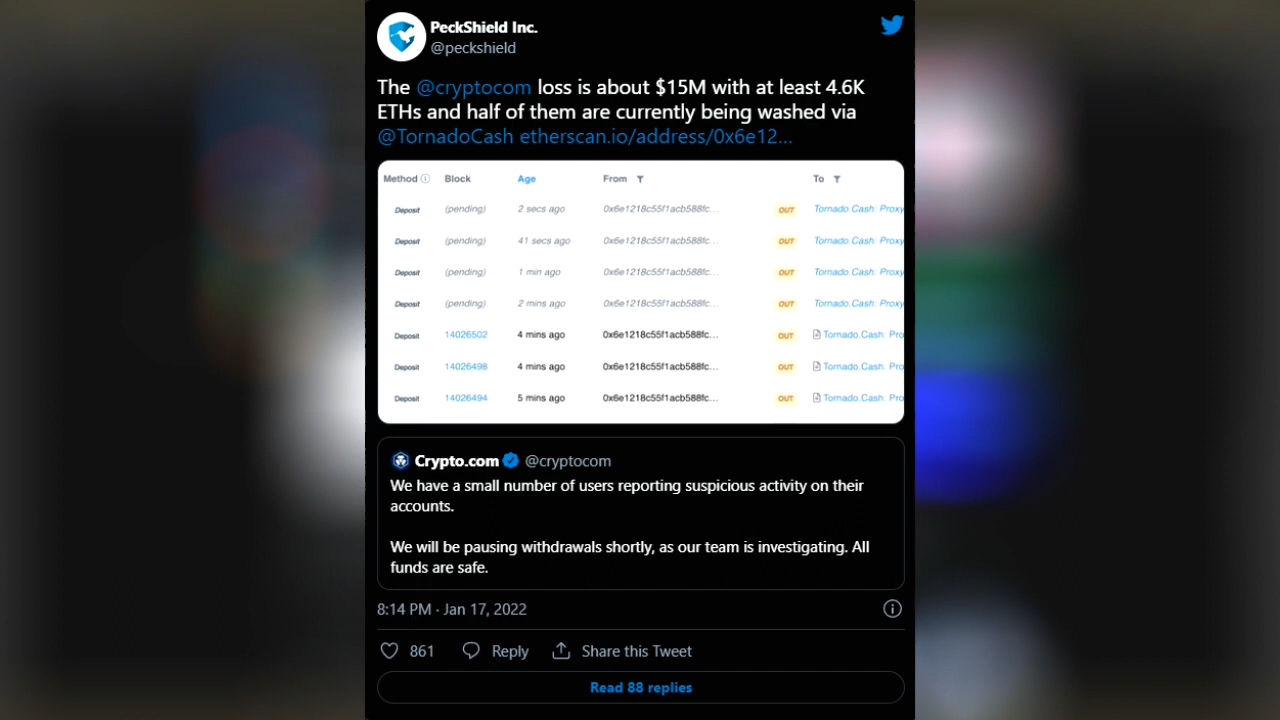 PeckShield Inc.
@peckshield
The @cryptocom loss is about $15M with at least 4.6K
ETHs and half of them are currently being washed via
@TornadoCash etherscan.io/address/0x6e12...
Method Block Age From To
Deposit (pending) 2 secs ago 0x6e1218c55f1acb588fc... OUT Tornado.Cash: Proxy
Deposit (pending) 41 secs ago 0x6e1218c55f1acb588fc... OUT Tornado.Cash: Proxy
Deposit (pending) 1 min ago 0x6e1218c55f1acb588fc... OUT Tornado.Cash: Proxy
Deposit (pending) 2 mins ago 0x6e1218c55f1acb588fc... OUT Tornado.Cash: Proxy
Deposit 14026502 4 mins ago 0x6e1218c55f1acb588fc... OUT Tornado.Cash: Pro
Deposit 14026498 4 mins ago 0x6e1218c55f1acb588fc... OUT Tornado.Cash: Pro
Deposit 14026494 5 mins ago 0x6e1218c55f1acb588fc... OUT Tornado.Cash: Pro
Crypto.com @cryptocom
We have a small number of users reporting suspicious activity on their
accounts.
We will be pausing withdrawals shortly, as our team is investigating. All
funds are safe.
8:14 PM · Jan 17, 2022
861 Reply Share this Tweet
Read 88 replies